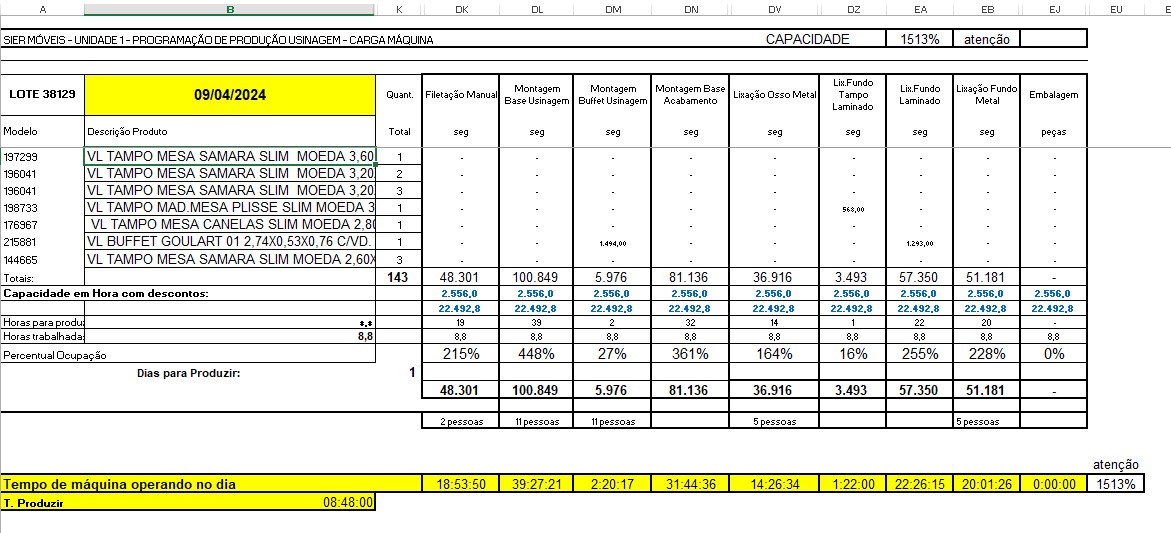 A B K DK DL DM DN DV DZ EA EB EJ EU
SIER MÓVEIS - UNIDADE 1 - PROGRAMAÇÃO DE PRODUÇÃO USINAGEM - CARGA MÁQUINA CAPACIDADE 1513% atenção
LOTE 38129 09/04/2024 Quant. Filetação Manual Montagem Base Usinagem Montagem Buffet Usinagem Montagem Base Acabamento Lixação Osso Metal Lix.Fundo Tampo Laminado Lix.Fundo Laminado Lixação Fundo Metal Embalagem
Modelo Descrição Produto Total seg seg seg seg seg seg seg seg peças
197299 VL TAMPO MESA SAMARA SLIM  MOEDA 3,60 1 - - - - - - - - -
196041 VL TAMPO MESA SAMARA SLIM  MOEDA 3,20 2 - - - - - - - - -
196041 VL TAMPO MESA SAMARA SLIM  MOEDA 3,20 3 - - - - - - - - -
198733 VL TAMPO MAD.MESA PLISSE SLIM MOEDA 3 1 - - - - - 568,00 - - -
176967 VL TAMPO MESA CANELAS SLIM MOEDA 2,80 1 - - - - - - - - -
215881 VL BUFFET GOULART 01 2,74X0,53X0,76 C/VD. 1 - - 1.494,00 - - - 1.293,00 - -
144665 VL TAMPO MESA SAMARA SLIM MOEDA 2,60X 3 - - - - - - - - -
Totais: 143 48.301 100.849 5.976 81.136 36.916 3.493 57.350 51.181 -
Capacidade em Hora com descontos: 2.556,0 2.556,0 2.556,0 2.556,0 2.556,0 2.556,0 2.556,0 2.556,0 2.556,0
22.492,8 22.492,8 22.492,8 22.492,8 22.492,8 22.492,8 22.492,8 22.492,8 22.492,8
Horas para produz *,* 19 39 2 32 14 1 22 20 -
Horas trabalhadas 8,8 8,8 8,8 8,8 8,8 8,8 8,8 8,8 8,8 8,8
Percentual Ocupação 215% 448% 27% 361% 164% 16% 255% 228% 0%
Dias para Produzir: 1
48.301 100.849 5.976 81.136 36.916 3.493 57.350 51.181 -
2 pessoas 11 pessoas 11 pessoas 5 pessoas 5 pessoas
atenção
Tempo de máquina operando no dia 18:53:50 39:27:21 2:20:17 31:44:36 14:26:34 1:22:00 22:26:15 20:01:26 0:00:00 1513%
T. Produzir 08:48:00